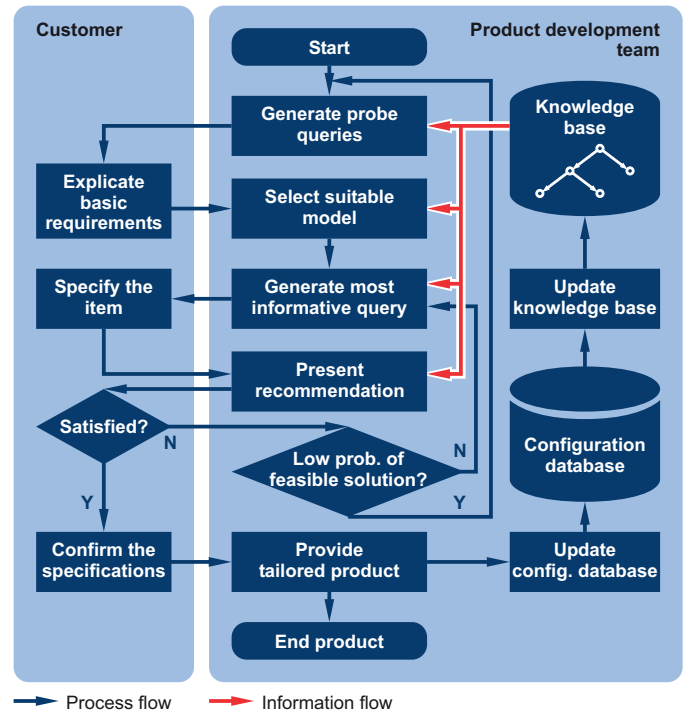 Customer
Product development
team
Start
Generate probe
queries
Knowledge
base
Explicate
basic
requirements
Select suitable
model
Specify the
item
Generate most
informative query
Update
knowledge base
Present
recommendation
Satisfied?
N
Low prob. of
feasible solution?
N
Y
Configuration
database
Y
Confirm the
specifications
Provide
tailored product
Update
config. database
End product
Process flow
Information flow